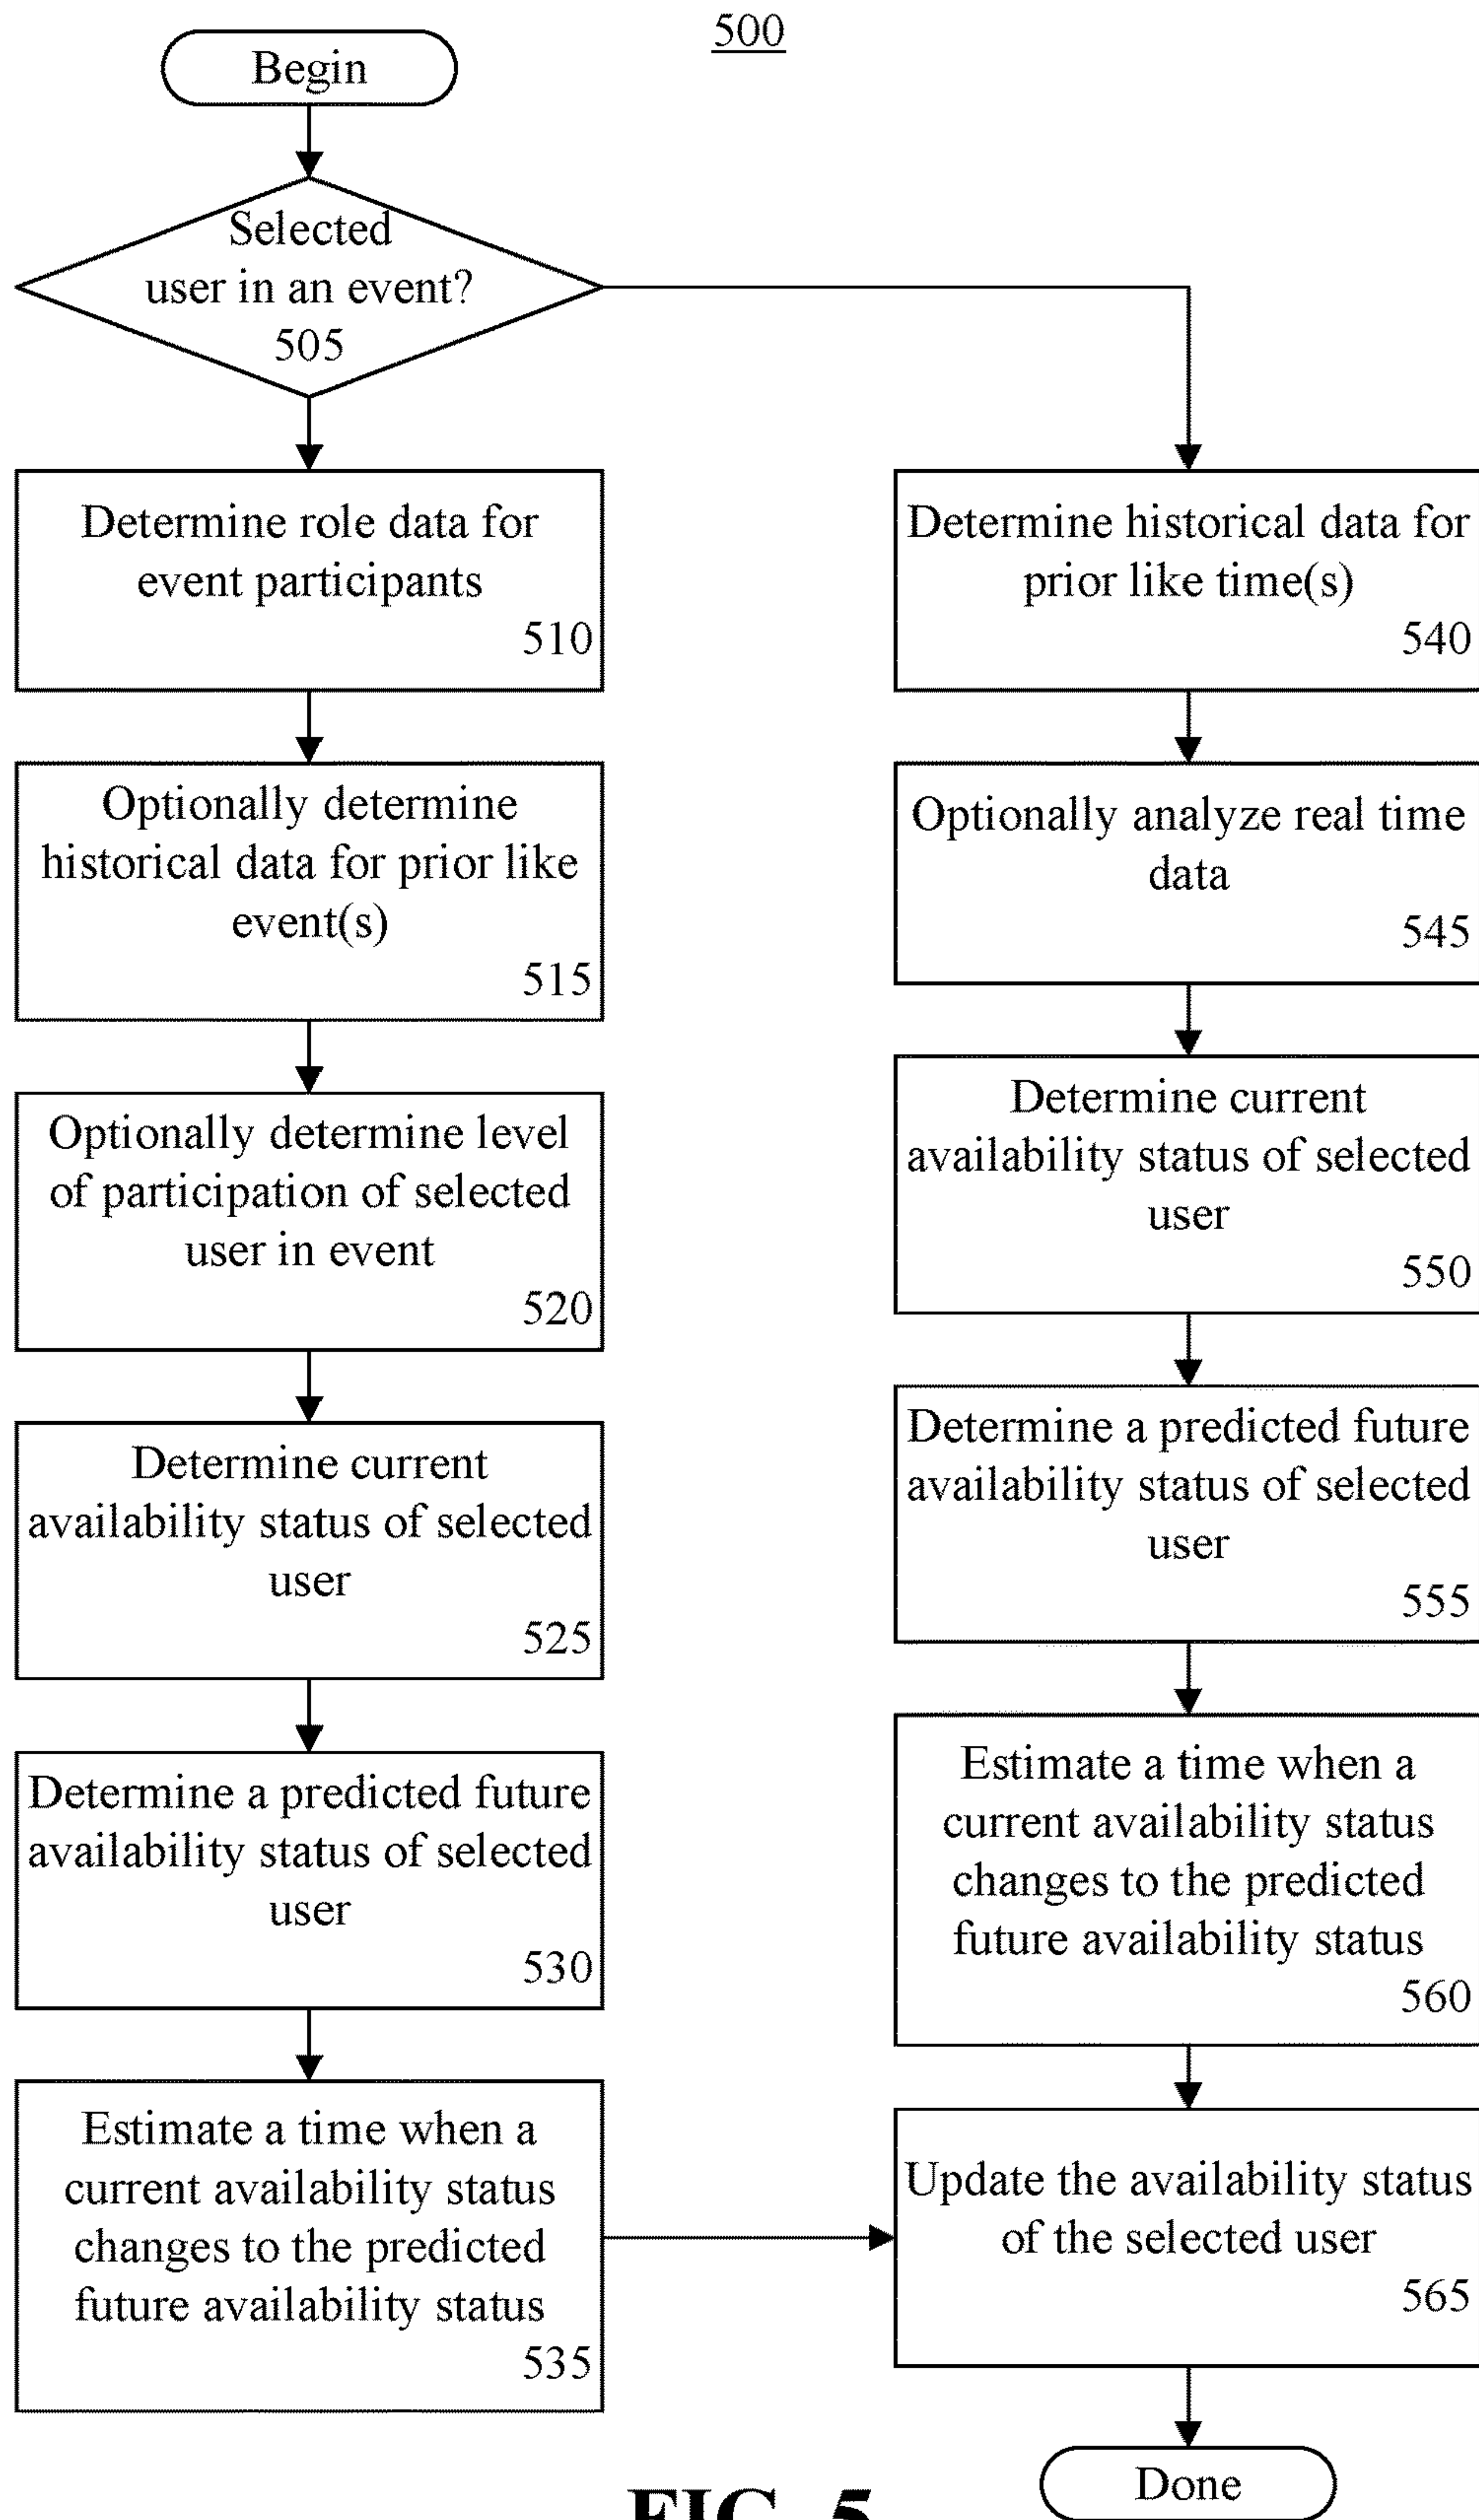 500
Begin
Selected
user in an event?
505
Determine role data for
event participants
510
Optionally determine
historical data for prior like
event(s)
515
Optionally determine level
of participation of selected
user in event
520
Determine current
availability status of selected
user
525
Determine a predicted future
availability status of selected
user
530
Estimate a time when a
current availability status
changes to the predicted
future availability status
535
Determine historical data for
prior like time(s)
540
Optionally analyze real time
data
545
Determine current
availability status of selected
user
550
Determine a predicted future
availability status of selected
user
555
Estimate a time when a
current availability status
changes to the predicted
future availability status
560
Update the availability status
of the selected user
565
Done
FIG. 5